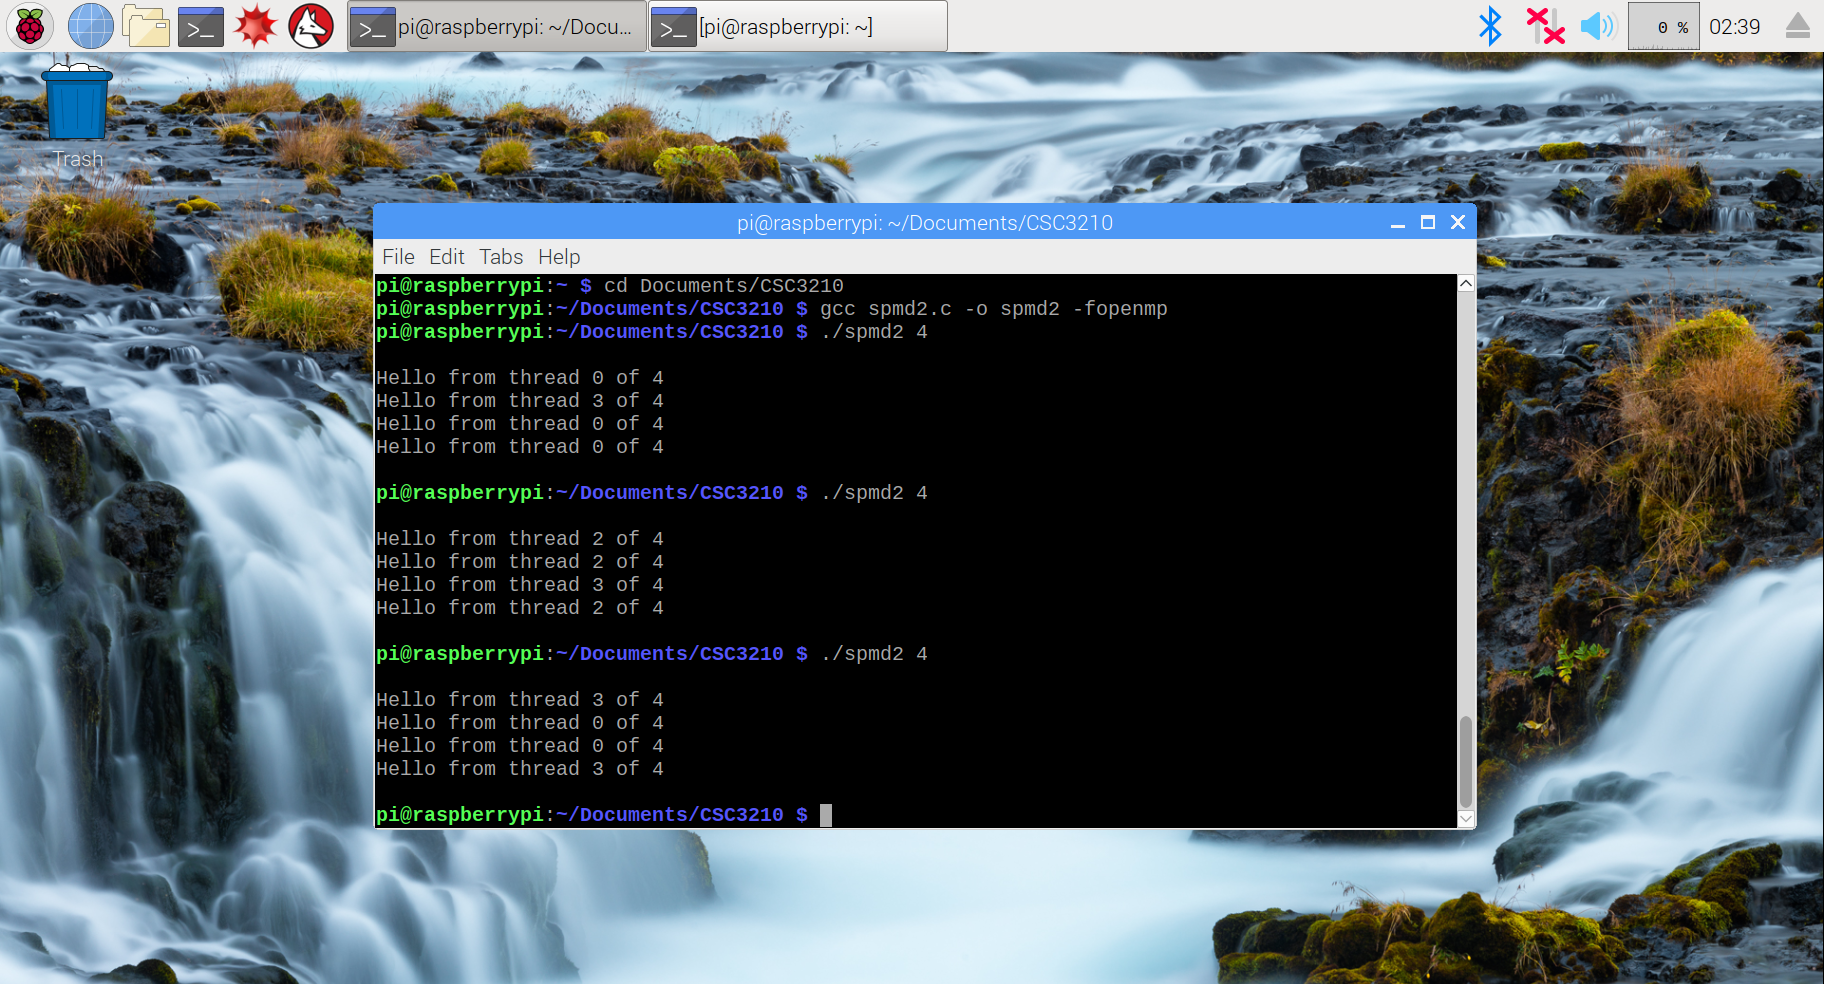 pi@raspberrypi: ~/Docu...
[pi@raspberrypi: ~]
0 %
02:39
Trash
pi@raspberrypi: ~/Documents/CSC3210
File Edit Tabs Help
pi@raspberrypi:~ $ cd Documents/CSC3210
pi@raspberrypi:~/Documents/CSC3210 $ gcc spmd2.c -o spmd2 -fopenmp
pi@raspberrypi:~/Documents/CSC3210 $ ./spmd2 4
Hello from thread 0 of 4
Hello from thread 3 of 4
Hello from thread 0 of 4
Hello from thread 0 of 4
pi@raspberrypi:~/Documents/CSC3210 $ ./spmd2 4
Hello from thread 2 of 4
Hello from thread 2 of 4
Hello from thread 3 of 4
Hello from thread 2 of 4
pi@raspberrypi:~/Documents/CSC3210 $ ./spmd2 4
Hello from thread 3 of 4
Hello from thread 0 of 4
Hello from thread 0 of 4
Hello from thread 3 of 4
pi@raspberrypi:~/Documents/CSC3210 $